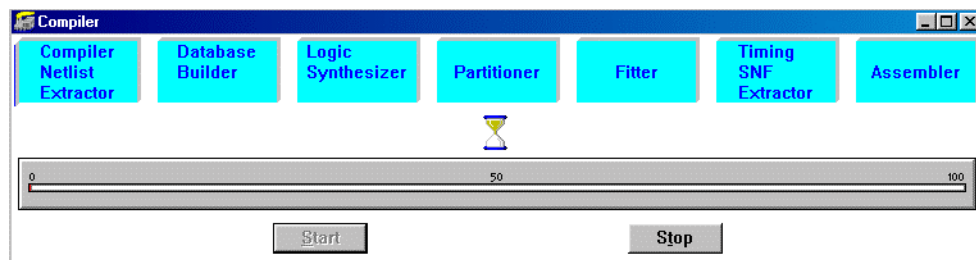 Compiler
Compiler
Netlist
Extractor
Database
Builder
Logic
Synthesizer
Partitioner
Fitter
Timing
SNF
Extractor
Assembler
0 50 100
Start Stop